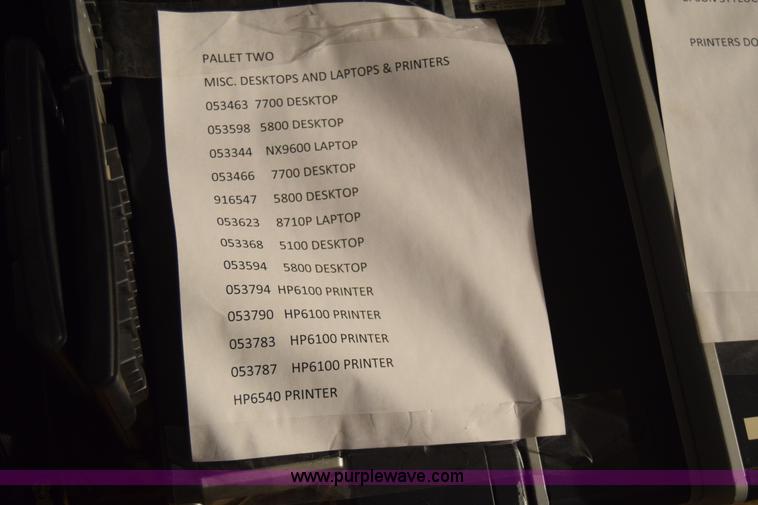 PALLET TWO
MISC. DESKTOPS AND LAPTOPS & PRINTERS
053463 7700 DESKTOP
053598 5800 DESKTOP
053344 NX9600 LAPTOP
053466 7700 DESKTOP
916547 5800 DESKTOP
053623 8710P LAPTOP
053368 5100 DESKTOP
053594 5800 DESKTOP
053794 HP6100 PRINTER
053790 HP6100 PRINTER
053783 HP6100 PRINTER
053787 HP6100 PRINTER
HP6540 PRINTER
PRINTERS DO
www.purplewave.com